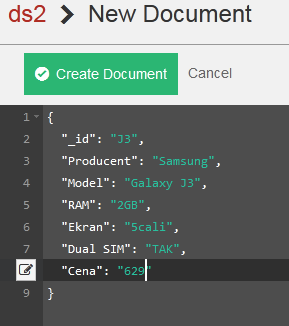 ds2 > New Document
Create Document Cancel
1 {
2 "_id": "J3",
3 "Producent": "Samsung",
4 "Model": "Galaxy J3",
5 "RAM": "2GB",
6 "Ekran": "5cali",
7 "Dual SIM": "TAK",
"Cena": "629"
9 }